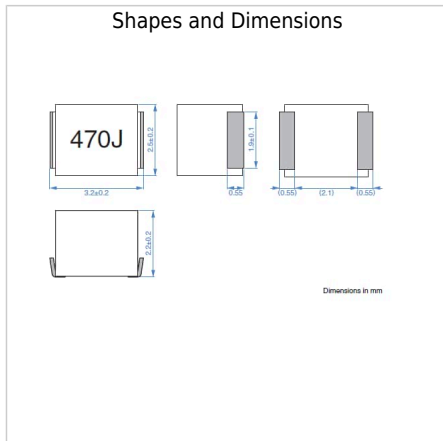 Shapes and Dimensions
470J
2.5±0.2
1.9±0.1
3.2±0.2
0.55
(0.55)
(2.1)
(0.55)
2.2±0.2
Dimensions in mm